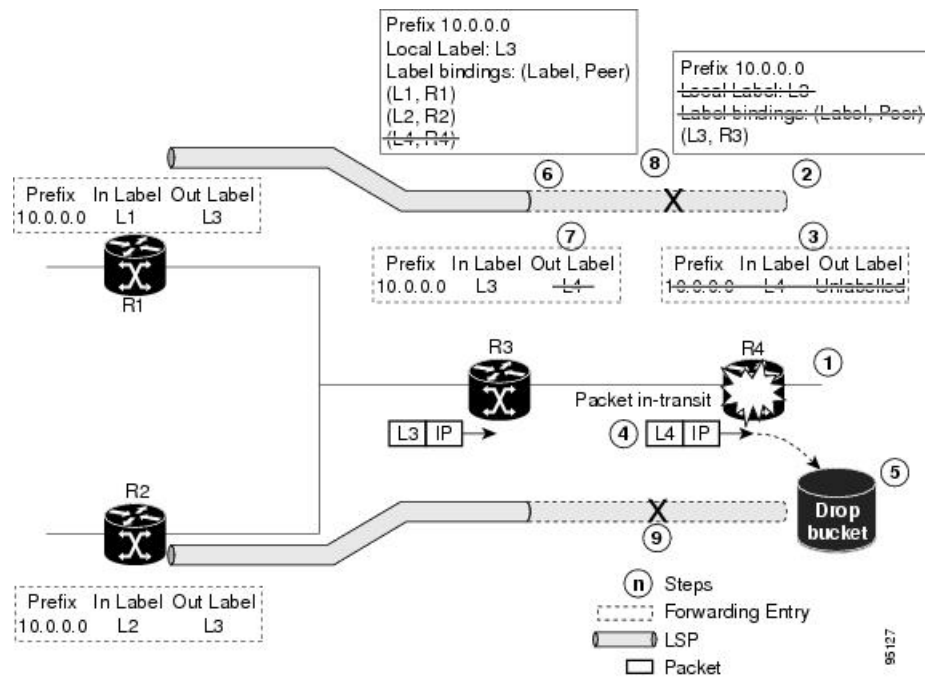 Prefix 10.0.0.0
Local Label: L3
Label bindings: (Label, Peer)
(L1, R1)
(L2, R2)
(L4, R4)
Prefix 10.0.0.0
Local Label: L3
Label bindings: (Label, Peer)
(L3, R3)
6
8
2
Prefix In Label Out Label
10.0.0.0 L1 L3
R1
7
Prefix In Label Out Label
10.0.0.0 L3 L4
3
Prefix In Label Out Label
10.0.0.0 L4 Unlabelled
R3
R4
1
Packet in-transit
L3 IP
4
L4 IP
5
Drop
bucket
R2
9
Prefix In Label Out Label
10.0.0.0 L2 L3
n Steps
Forwarding Entry
LSP
Packet
95127